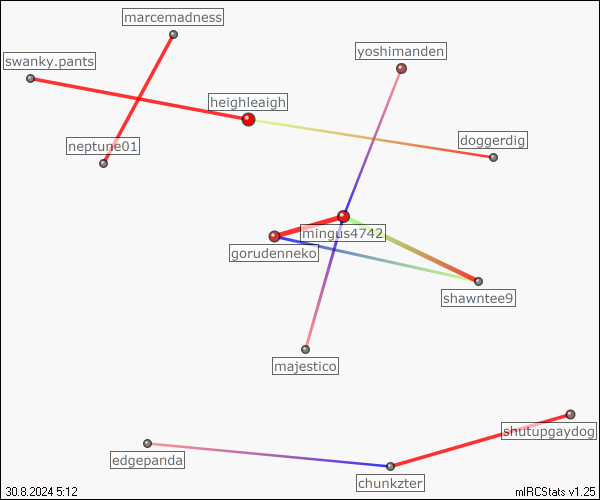 marcemadness
yoshimanden
swanky.pants
heighleaigh
doggerdig
neptune01
mingus4742
gorudenneko
shawntee9
majestico
shutupgaydog
edgepanda
chunkzter
30.8.2024 5:12
mIRCStats v1.25